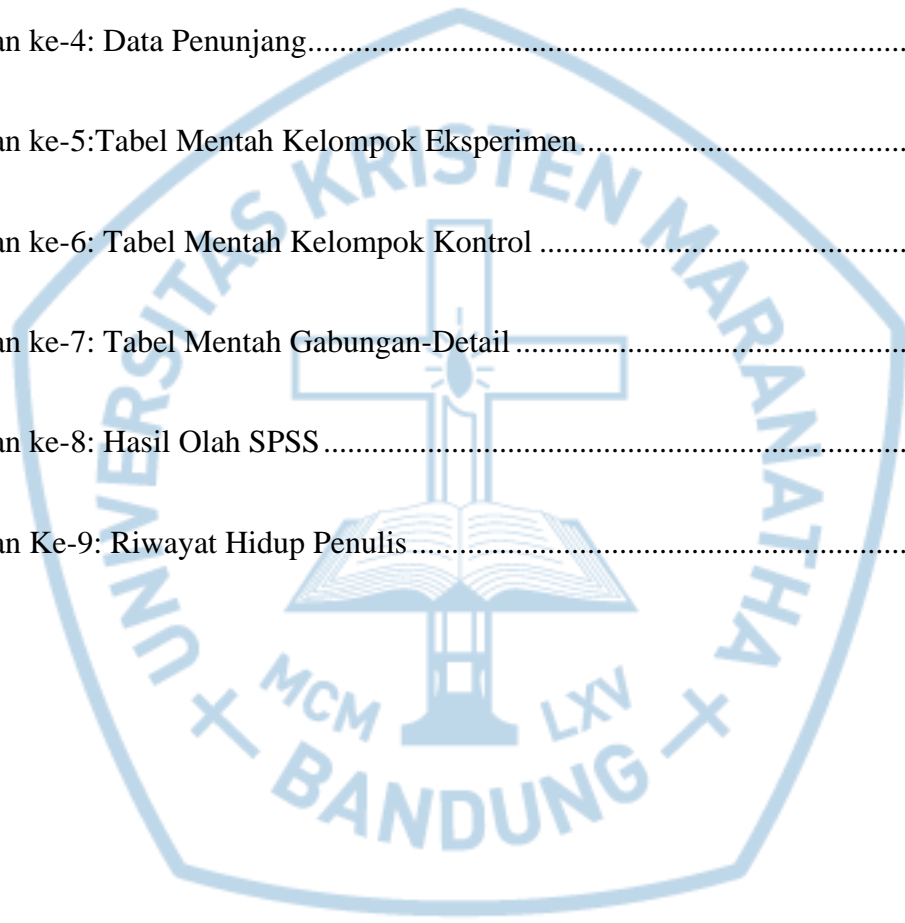 an ke-4: Data Penunjang....................................................................................
an ke-5:Tabel Mentah Kelompok Eksperimen..............................................
an ke-6: Tabel Mentah Kelompok Kontrol ....................................................
an ke-7: Tabel Mentah Gabungan-Detail ......................................................
an ke-8: Hasil Olah SPSS..................................................................................
an Ke-9: Riwayat Hidup Penulis......................................................................
UNIVERSITAS KRISTEN MARANATHA
MCM LXV
BANDUNG